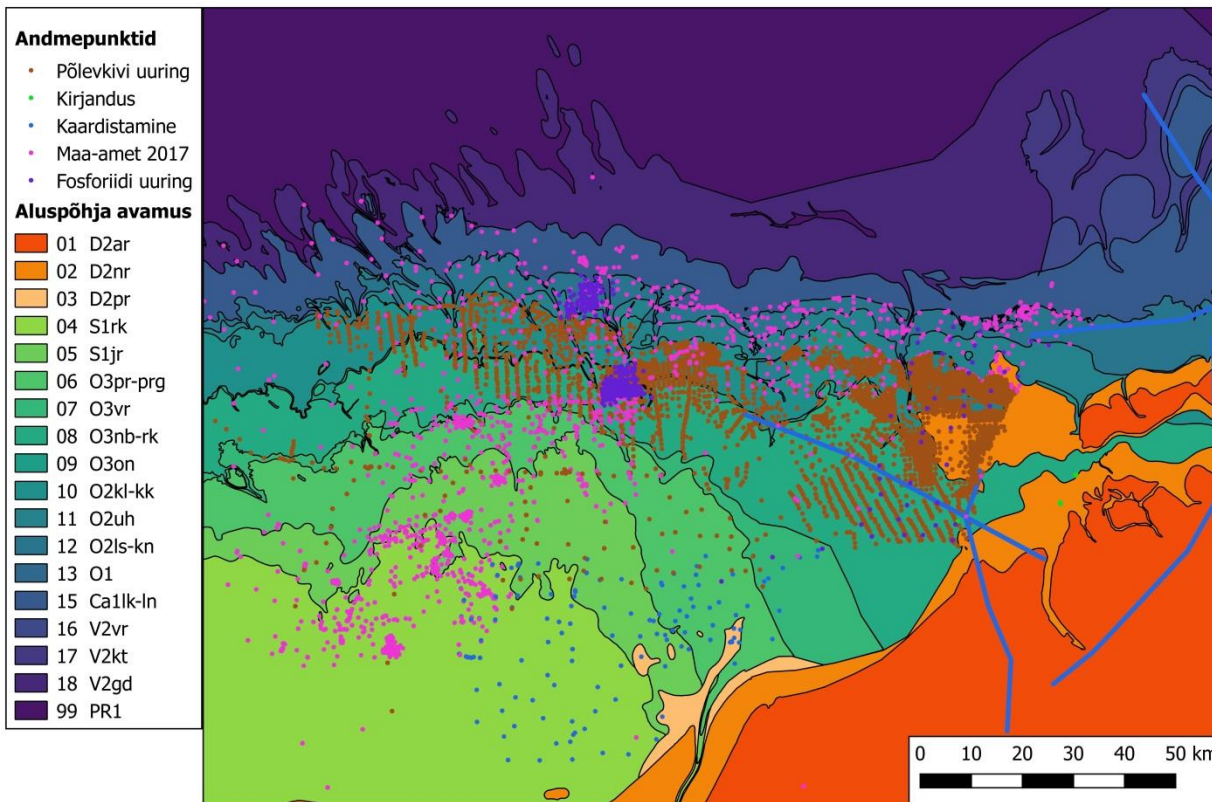 Andmepunktid
Põlevkivi uuring
Kirjandus
Kaardistamine
Maa-amet 2017
Fosforiidi uuring
Aluspõhja avamus
01 D2ar
02 D2nr
03 D2pr
04 S1rk
05 S1jr
06 O3pr-prg
07 O3vr
08 O3nb-rk
09 O3on
10 O2kl-kk
11 O2uh
12 O2ls-kn
13 O1
15 Ca1lk-ln
16 V2vr
17 V2kt
18 V2gd
99 PR1
0 10 20 30 40 50 km